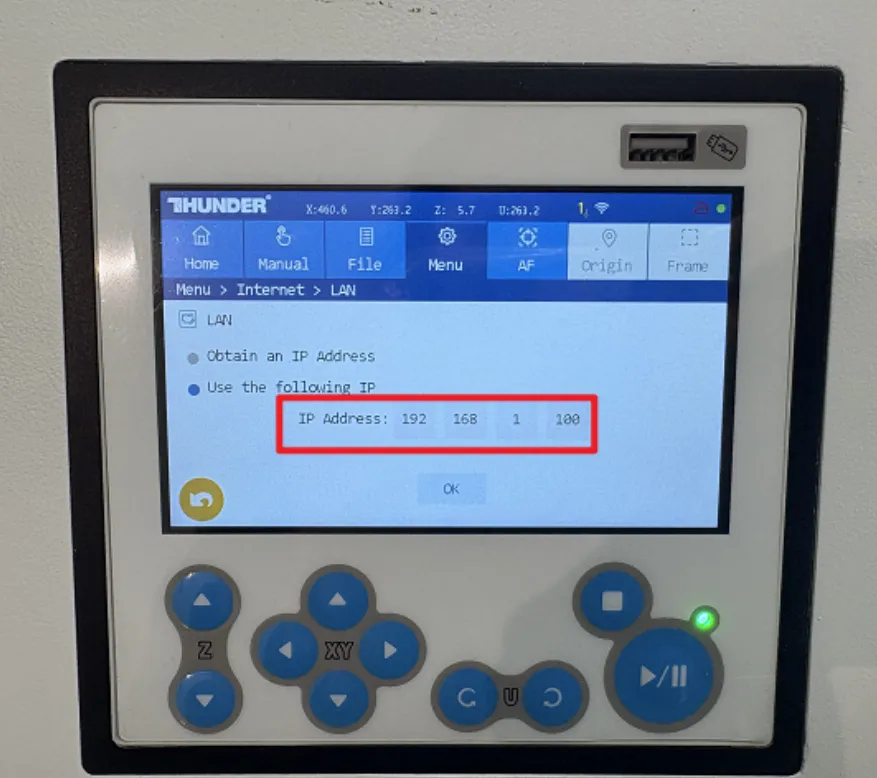 THUNDER® X:460.6 Y:263.2 Z: 5.7 U:263.2
Home Manual File Menu AF Origin Frame
Menu > Internet > LAN
LAN
Obtain an IP Address
Use the following IP
IP Address: 192 168 1 100
OK
Z XY U